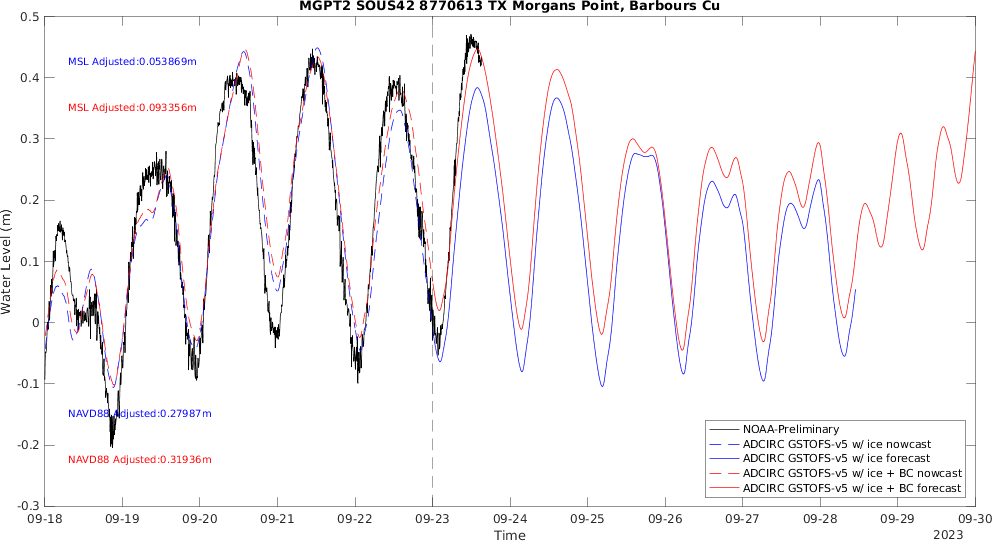 MGPT2 SOUS42 8770613 TX Morgans Point, Barbours Cu
0.5
0.4
0.3
0.2
0.1
0
-0.1
-0.2
-0.3
Water Level (m)
MSL Adjusted:0.053869m
MSL Adjusted:0.093356m
NAVD88 Adjusted:0.27987m
NAVD88 Adjusted:0.31936m
NOAA-Preliminary
ADCIRC GSTOFS-v5 w/ ice nowcast
ADCIRC GSTOFS-v5 w/ ice forecast
ADCIRC GSTOFS-v5 w/ ice + BC nowcast
ADCIRC GSTOFS-v5 w/ ice + BC forecast
09-18 09-19 09-20 09-21 09-22 09-23 09-24 09-25 09-26 09-27 09-28 09-29 09-30
Time
2023